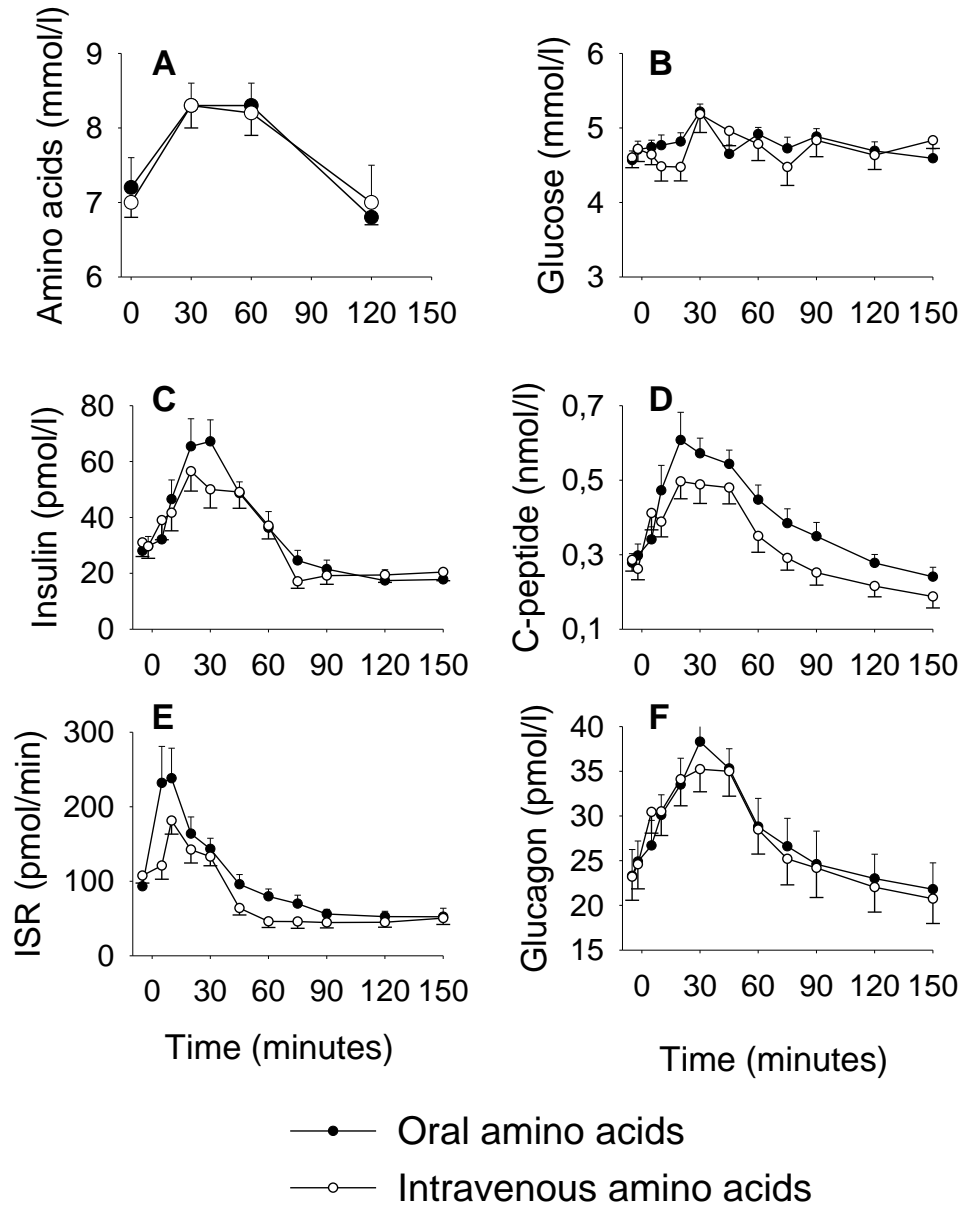 A
B
Amino acids (mmol/l)
9
8
7
6
0 30 60 90 120 150
Glucose (mmol/l)
6
5
4
3
0 30 60 90 120 150
C
D
Insulin (pmol/l)
80
60
40
20
0
0 30 60 90 120 150
C-peptide (nmol/l)
0,7
0,5
0,3
0,1
0 30 60 90 120 150
E
F
ISR (pmol/min)
300
200
100
0
0 30 60 90 120 150
Time (minutes)
Glucagon (pmol/l)
40
35
30
25
20
15
0 30 60 90 120 150
Time (minutes)
Oral amino acids
Intravenous amino acids